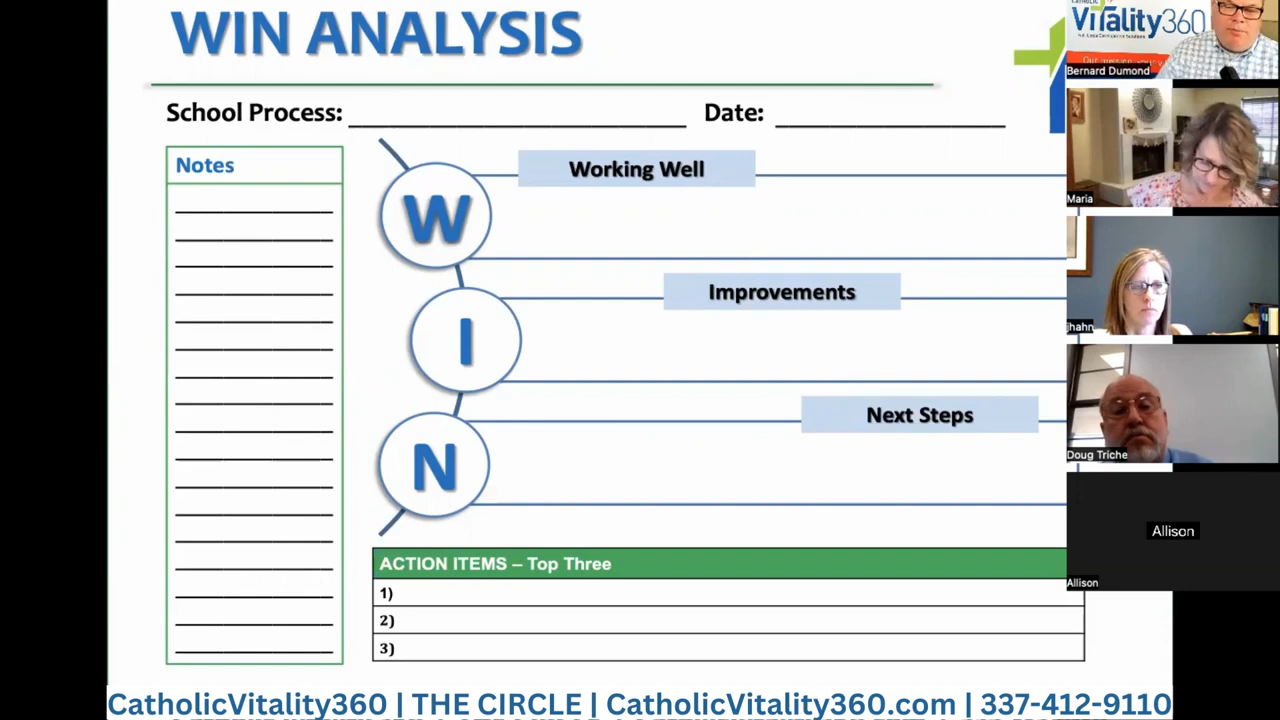 WIN ANALYSIS
School Process: Date:
Notes
W
Working Well
I
Improvements
N
Next Steps
ACTION ITEMS – Top Three
1)
2)
3)
Vitality360
Bernard Dumond
Maria
jhahn
Doug Triche
Allison
Allison
CatholicVitality360 | THE CIRCLE | CatholicVitality360.com | 337-412-9110